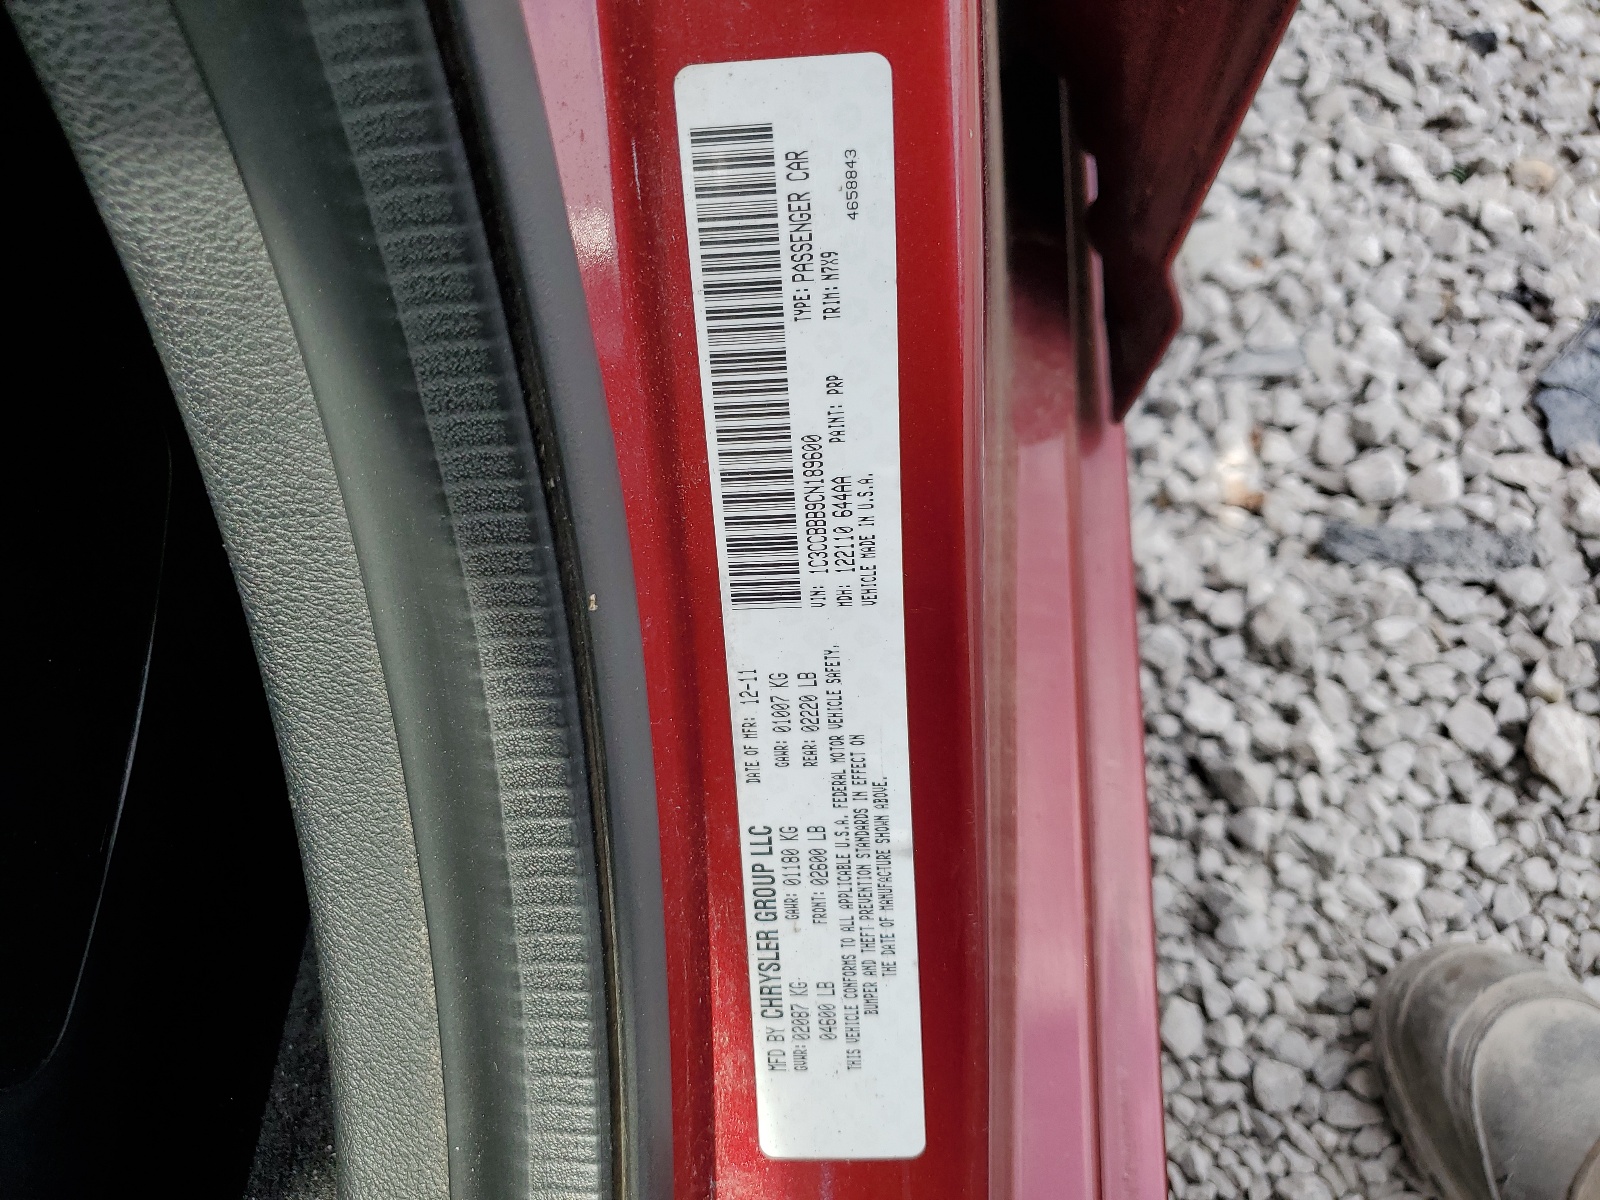 MFD BY CHRYSLER GROUP LLC DATE OF MFR: 12-11
GVWR: 02087 KG GAWR: 01180 KG GAWR: 01007 KG
04600 LB FRONT: 02600 LB REAR: 02220 LB
THIS VEHICLE CONFORMS TO ALL APPLICABLE U.S.A. FEDERAL MOTOR VEHICLE SAFETY,
BUMPER AND THEFT PREVENTION STANDARDS IN EFFECT ON
THE DATE OF MANUFACTURE SHOWN ABOVE.
VIN: 1C3CCBBB9CN189600 TYPE: PASSENGER CAR
MDH: 122110 644AA PAINT: PRP TRIM: N7X9
VEHICLE MADE IN U.S.A. 4658843